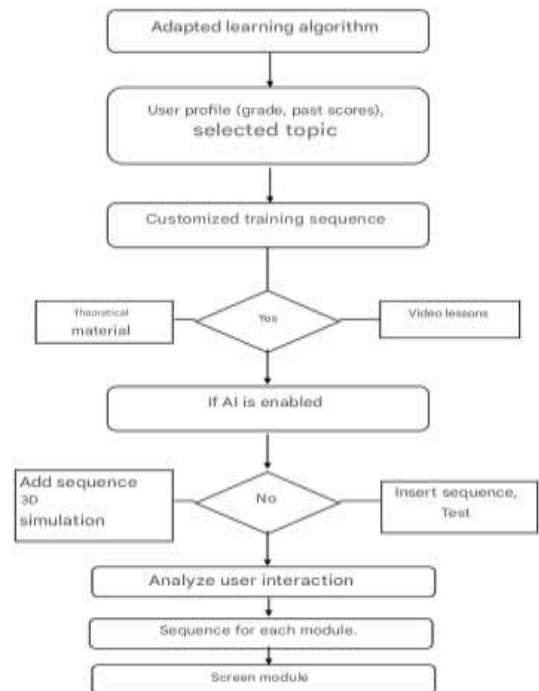 Adapted learning algorithm
User profile (grade, past scores),
selected topic
Customized training sequence
Theoretical
material
Yes
Video lessons
If AI is enabled
Add sequence
3D
simulation
No
Insert sequence,
Test
Analyze user interaction
Sequence for each module.
Screen module